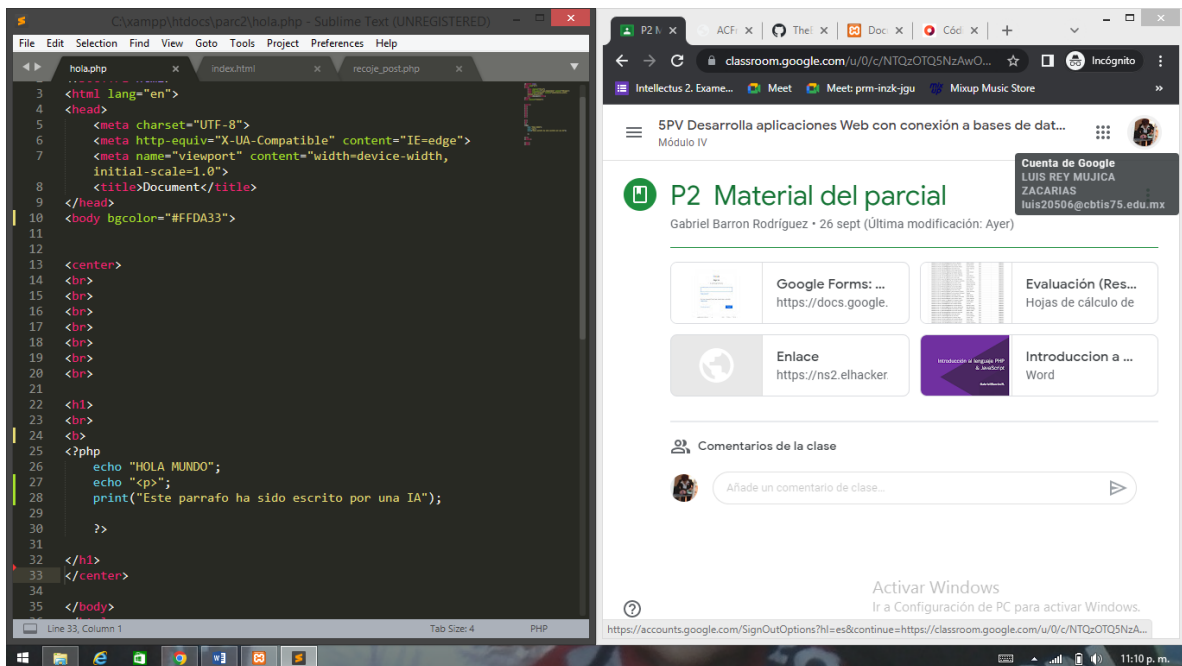 C:\xampp\htdocs\parc2\hola.php - Sublime Text (UNREGISTERED)
File Edit Selection Find View Goto Tools Project Preferences Help
hola.php index.html recoje_post.php
3 <html lang="en">
4 <head>
5 <meta charset="UTF-8">
6 <meta http-equiv="X-UA-Compatible" content="IE=edge">
7 <meta name="viewport" content="width=device-width,
initial-scale=1.0">
8 <title>Document</title>
9 </head>
10 <body bgcolor="#FFDA33">
11
12
13 <center>
14 <br>
15 <br>
16 <br>
17 <br>
18 <br>
19 <br>
20 <br>
21
22 <h1>
23 <br>
24 <b>
25 <?php
26 echo "HOLA MUNDO";
27 echo "<p>";
28 print("Este parrafo ha sido escrito por una IA");
29
30 ?>
31
32 </h1>
33 </center>
34
35 </body>
Line 33, Column 1 Tab Size: 4 PHP
P2 M ACF The Doc Cód
classroom.google.com/u/0/c/NTQzOTQ5NzAwO... Incógnito
Intellectus 2. Exame... Meet Meet: prm-inzk-jgu Mixup Music Store »
5PV Desarrolla aplicaciones Web con conexión a bases de dat...
Módulo IV
Cuenta de Google
LUIS REY MUJICA
ZACARIAS
luis20506@cbtis75.edu.mx
P2 Material del parcial
Gabriel Barron Rodríguez • 26 sept (Última modificación: Ayer)
Google Forms: ...
https://docs.google.
Evaluación (Res...
Hojas de cálculo de
Enlace
https://ns2.elhacker
Introducción al lenguaje PHP
& JavaScript
Introduccion a ...
Word
Comentarios de la clase
Añade un comentario de clase...
Activar Windows
Ir a Configuración de PC para activar Windows.
https://accounts.google.com/SignOutOptions?hl=es&continue=https://classroom.google.com/u/0/c/NTQzOTQ5NzA...
11:10 p. m.